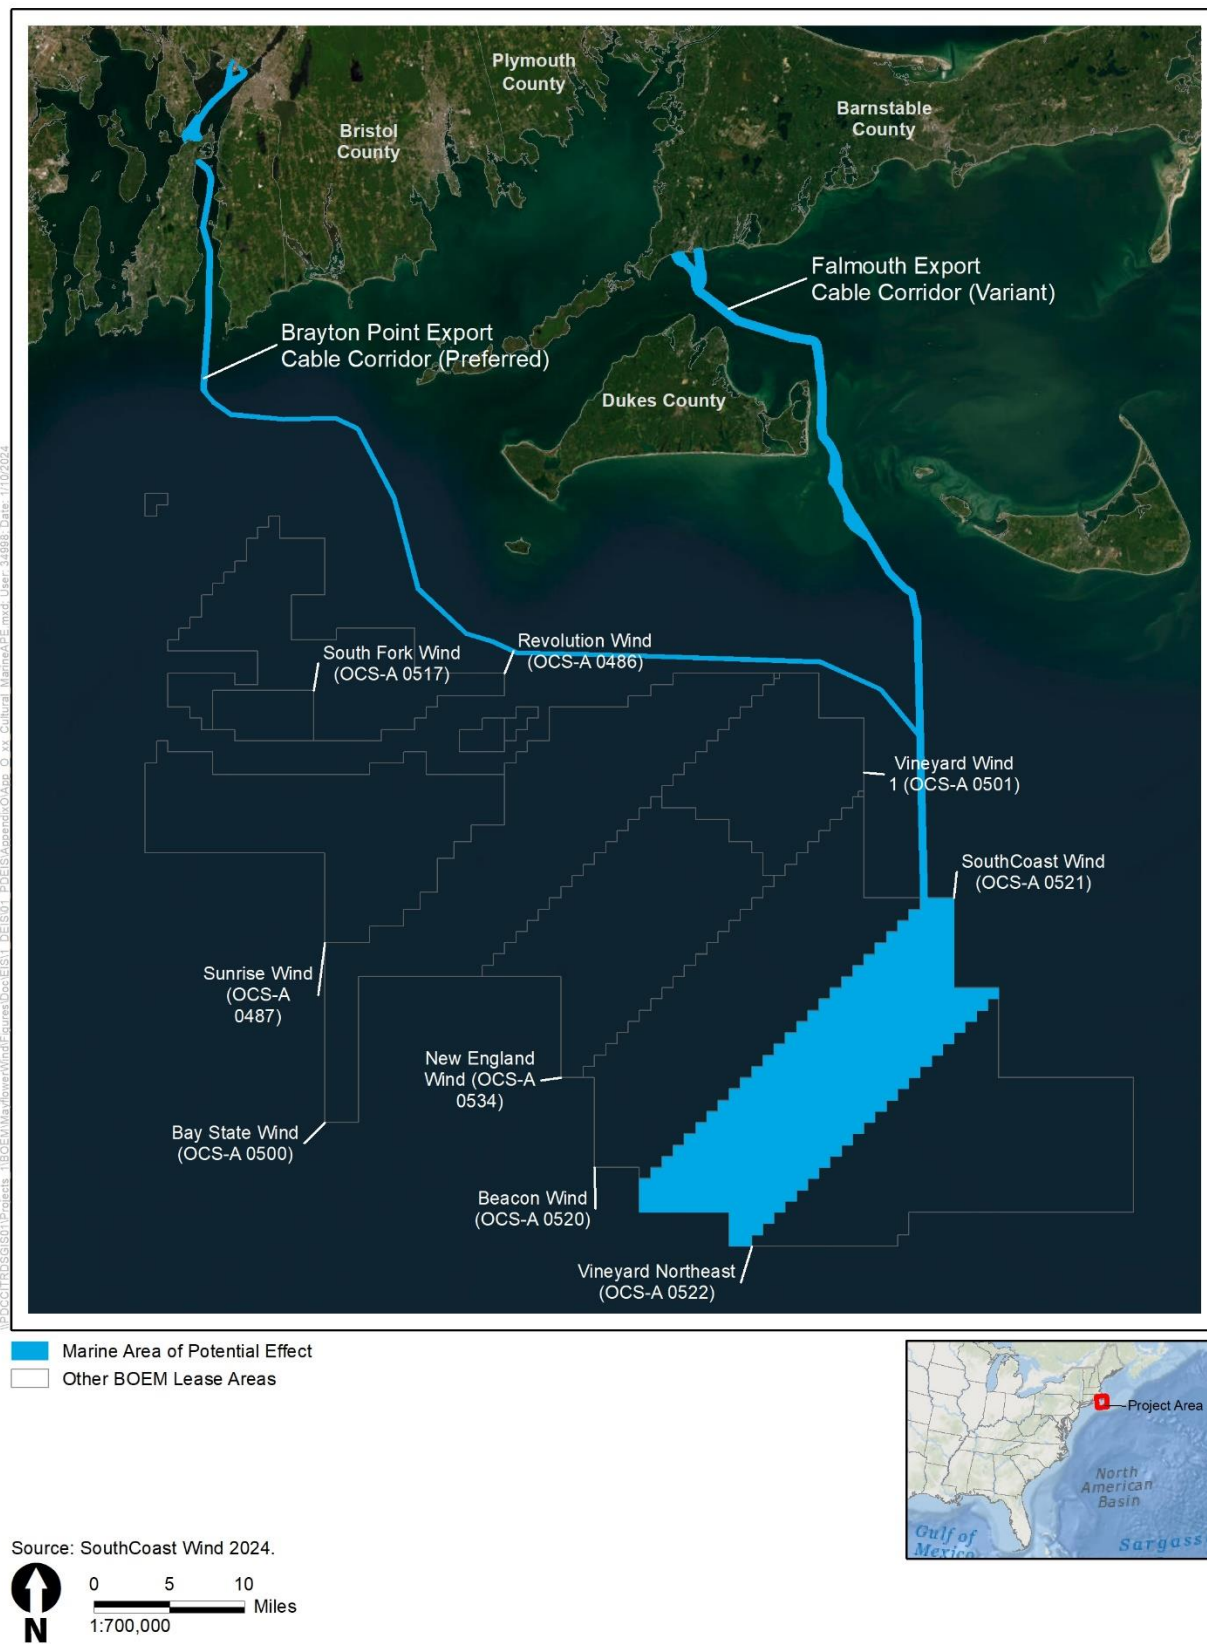 Plymouth
County
Barnstable
County
Bristol
County
Falmouth Export
Cable Corridor (Variant)
Brayton Point Export
Cable Corridor (Preferred)
Dukes County
Revolution Wind
(OCS-A 0486)
South Fork Wind
(OCS-A 0517)
Vineyard Wind
1 (OCS-A 0501)
SouthCoast Wind
(OCS-A 0521)
Sunrise Wind
(OCS-A
0487)
New England
Wind (OCS-A
0534)
Bay State Wind
(OCS-A 0500)
Beacon Wind
(OCS-A 0520)
Vineyard Northeast
(OCS-A 0522)
Marine Area of Potential Effect
Other BOEM Lease Areas
Project Area
North
American
Basin
Gulf of
Mexico
Sargass
Source: SouthCoast Wind 2024.
N
0 5 10
Miles
1:700,000